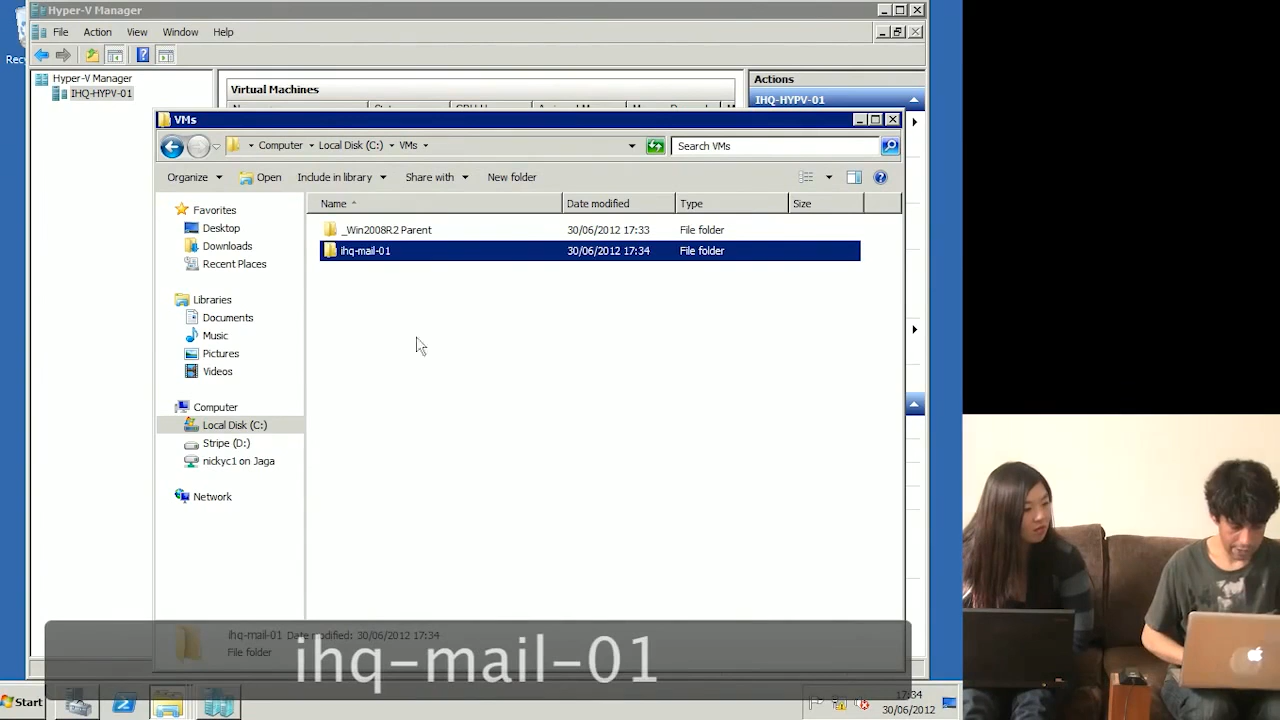 Hyper-V Manager
File Action View Window Help
Hyper-V Manager
IHQ-HYPV-01
Virtual Machines
Actions
IHQ-HYPV-01
VMs
Computer Local Disk (C:) VMs
Search VMs
Organize Open Include in library Share with New folder
Name Date modified Type Size
_Win2008R2 Parent 30/06/2012 17:33 File folder
ihq-mail-01 30/06/2012 17:34 File folder
Favorites
Desktop
Downloads
Recent Places
Libraries
Documents
Music
Pictures
Videos
Computer
Local Disk (C:)
Stripe (D:)
nickyc1 on Jaga
Network
ihq-mail-01 Date modified: 30/06/2012 17:34
File folder
ihq-mail-01
Start
17:34
30/06/2012